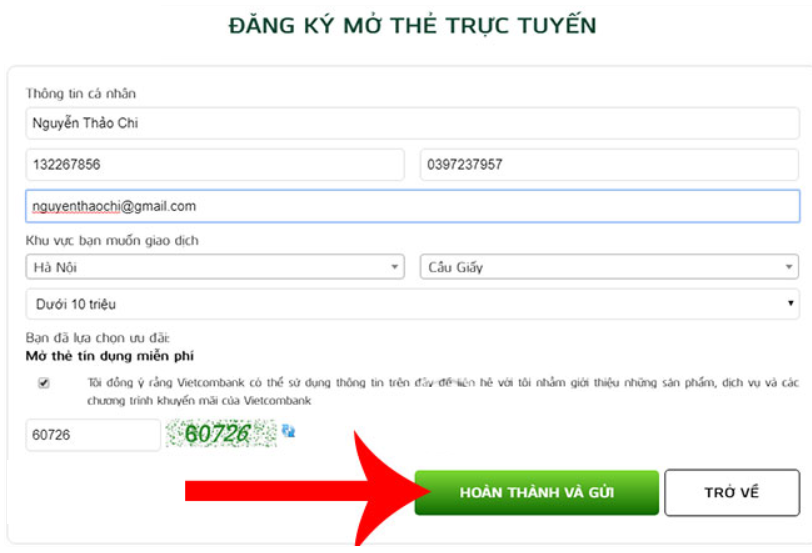 ĐĂNG KÝ MỞ THẺ TRỰC TUYẾN
Thông tin cá nhân
Nguyễn Thảo Chi
132267856 0397237957
nguyenthaochi@gmail.com
Khu vực bạn muốn giao dịch
Hà Nội Cầu Giấy
Dưới 10 triệu
Bạn đã lựa chọn ưu đãi:
Mở thẻ tín dụng miễn phí
Tôi đồng ý rằng Vietcombank có thể sử dụng thông tin trên đây để liên hệ với tôi nhằm giới thiệu những sản phẩm, dịch vụ và các
chương trình khuyến mãi của Vietcombank
60726 60726
HOÀN THÀNH VÀ GỬI TRỞ VỀ